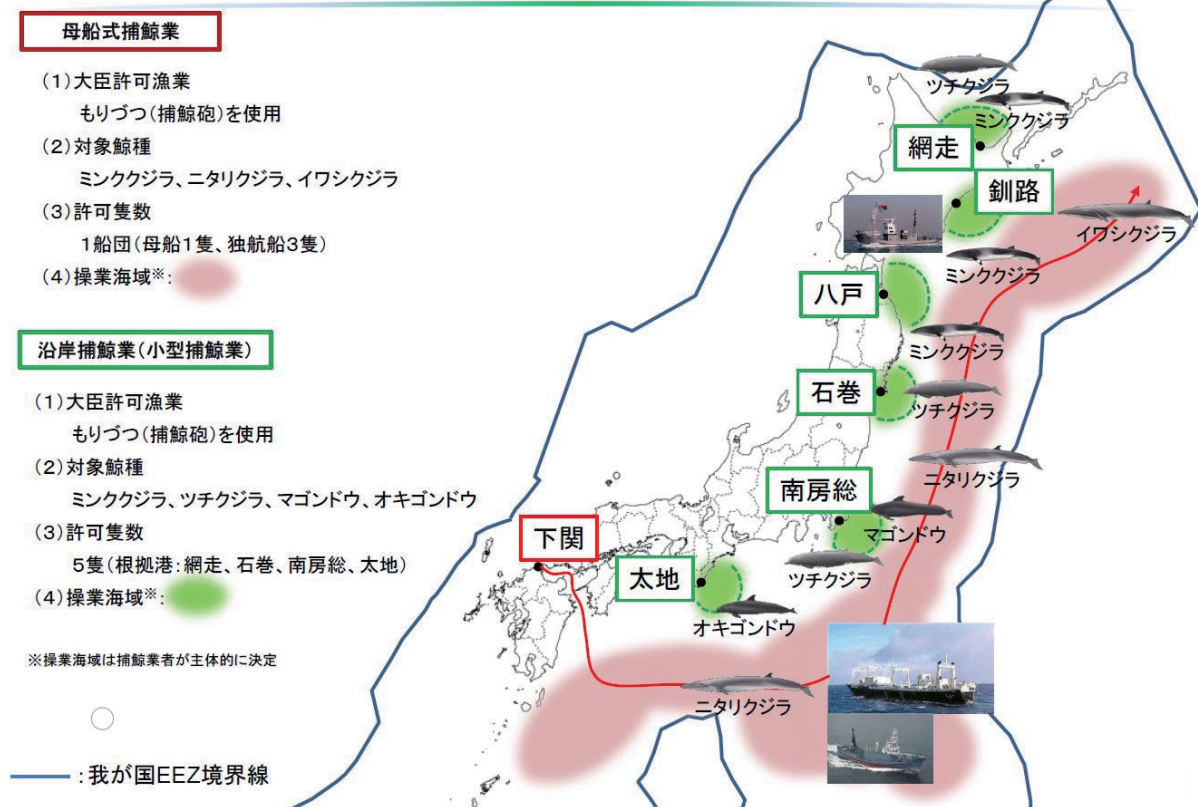 母船式捕鯨業
(1)大臣許可漁業
もりづつ(捕鯨砲)を使用
(2)対象鯨種
ミンククジラ、ニタリクジラ、イワシクジラ
(3)許可隻数
1船団(母船1隻、独航船3隻)
(4)操業海域※:
沿岸捕鯨業(小型捕鯨業)
(1)大臣許可漁業
もりづつ(捕鯨砲)を使用
(2)対象鯨種
ミンククジラ、ツチクジラ、マゴンドウ、オキゴンドウ
(3)許可隻数
5隻(根拠港:網走、石巻、南房総、太地)
(4)操業海域※:
※操業海域は捕鯨業者が主体的に決定
:我が国EEZ境界線
ツチクジラ
ミンククジラ
網走
釧路
イワシクジラ
ミンククジラ
八戸
ミンククジラ
石巻
ツチクジラ
ニタリクジラ
南房総
マゴンドウ
下関
ツチクジラ
太地
オキゴンドウ
ニタリクジラ